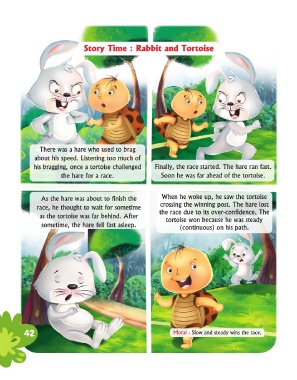 Story Time : Rabbit and Tortoise
There was a hare who used to brag
about his speed. Listening too much of
his bragging, once a tortoise challenged
the hare for a race.
Finally, the race started. The hare ran fast.
Soon he was far ahead of the tortoise.
As the hare was about to finish the
race, he thought to wait for sometime
as the tortoise was far behind. After
sometime, the hare fell fast asleep.
When he woke up, he saw the tortoise
crossing the winning post. The hare lost
the race due to its over-confidence. The
tortoise won because he was steady
(continuous) on his path.
Moral : Slow and steady wins the race.
42